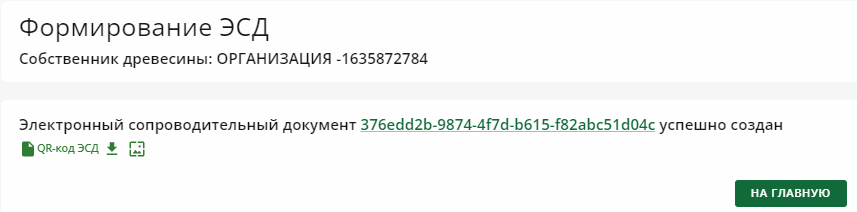 Формирование ЭСД
Собственник древесины: ОРГАНИЗАЦИЯ -1635872784
Электронный сопроводительный документ 376edd2b-9874-4f7d-b615-f82abc51d04c успешно создан
QR-код ЭСД
НА ГЛАВНУЮ